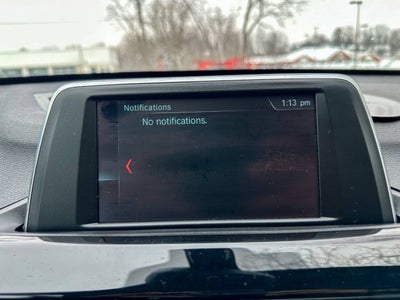 Notifications
1:13 pm
No notifications.